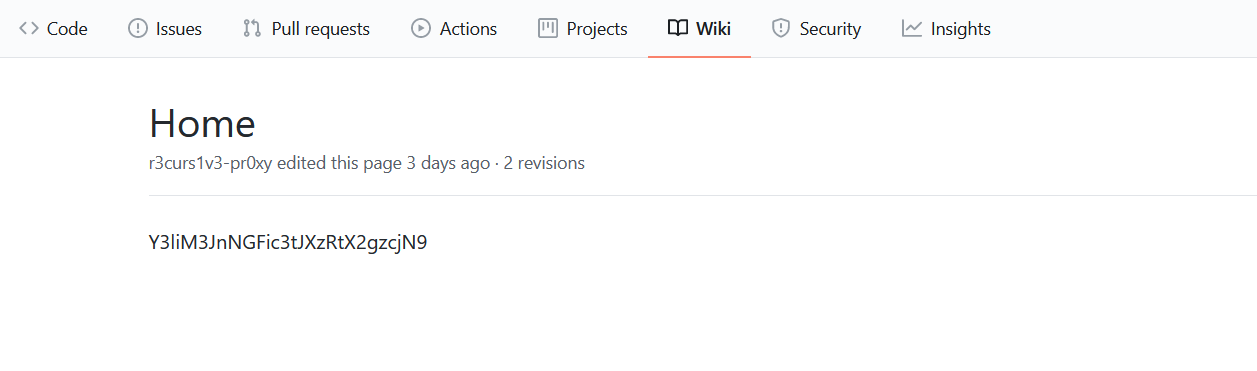 Code Issues Pull requests Actions Projects Wiki Security Insights
Home
r3curs1v3-pr0xy edited this page 3 days ago · 2 revisions
Y3liM3JnNGFic3tJXzRtX2gzcjN9